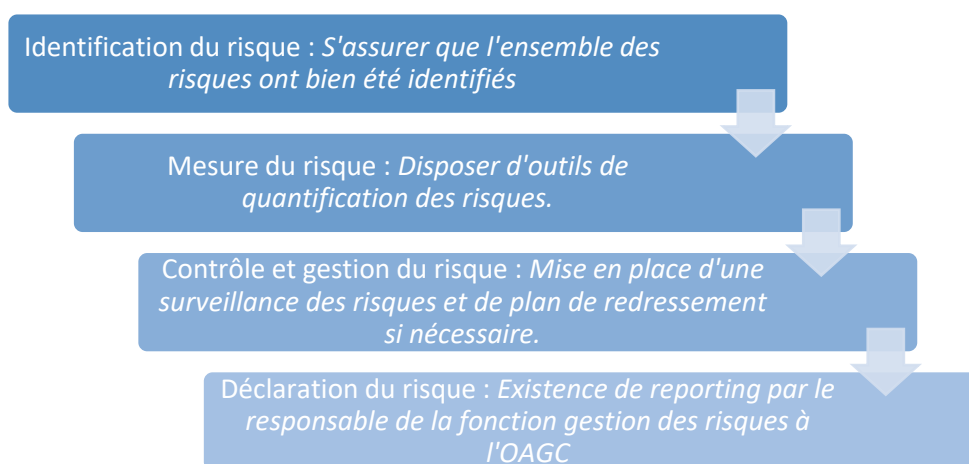 Identification du risque : S'assurer que l'ensemble des
risques ont bien été identifiés
Mesure du risque : Disposer d'outils de
quantification des risques.
Contrôle et gestion du risque : Mise en place d'une
surveillance des risques et de plan de redressement
si nécessaire.
Déclaration du risque : Existence de reporting par le
responsable de la fonction gestion des risques à
l'OAGC